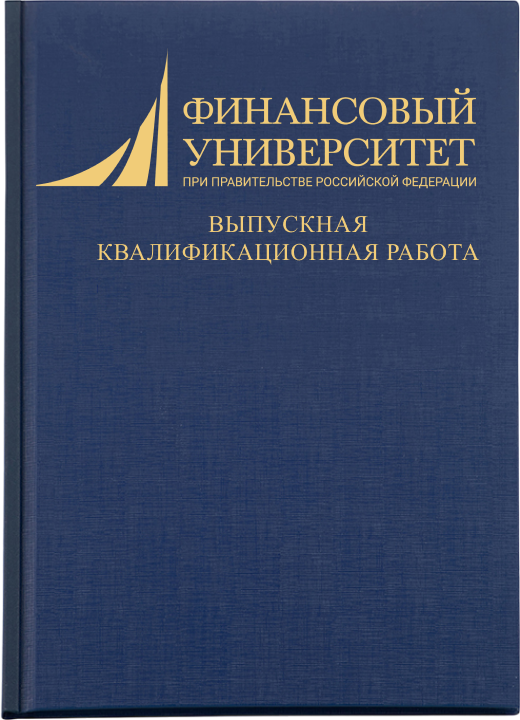 ФИНАНСОВЫЙ
УНИВЕРСИТЕТ
ПРИ ПРАВИТЕЛЬСТВЕ РОССИЙСКОЙ ФЕДЕРАЦИИ
ВЫПУСКНАЯ
КВАЛИФИКАЦИОННАЯ РАБОТА